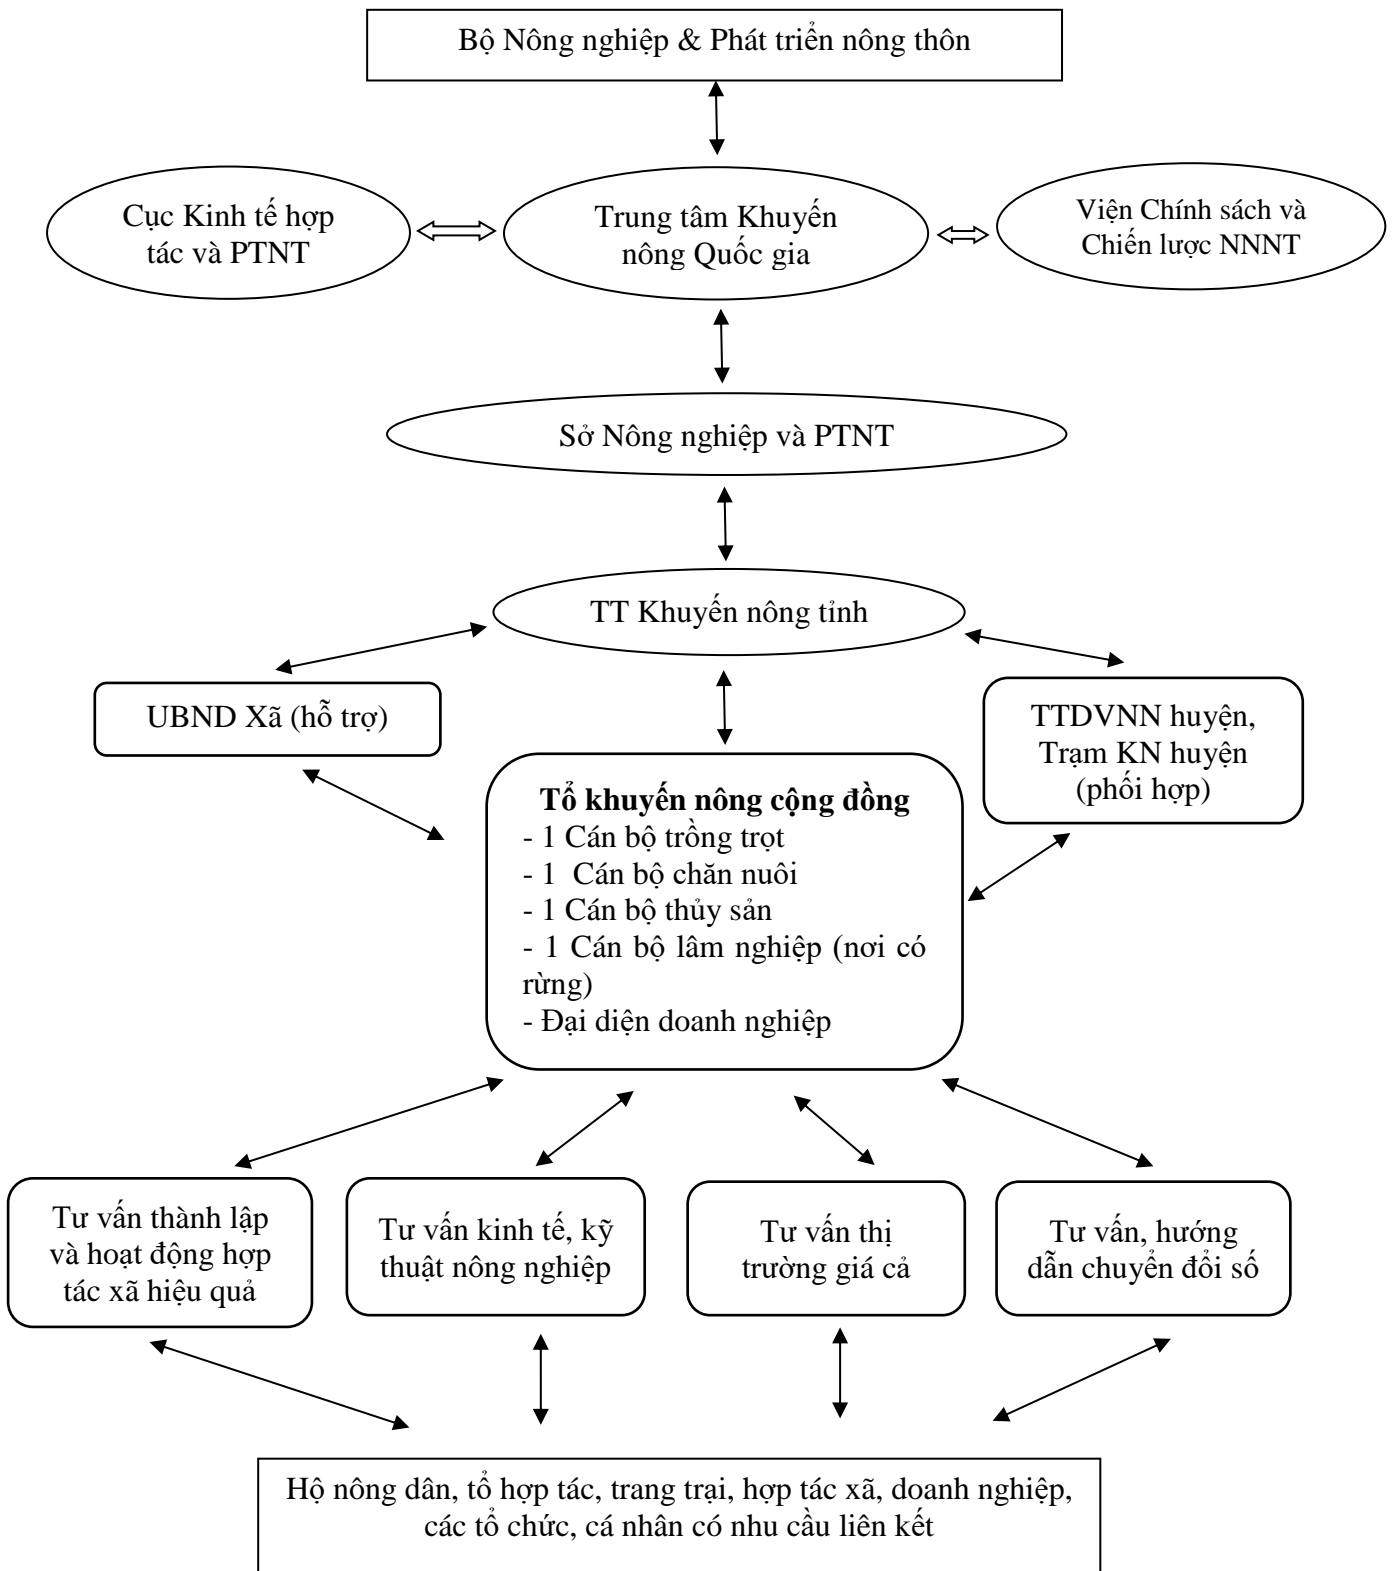 Bộ Nông nghiệp & Phát triển nông thôn
Cục Kinh tế hợp
tác và PTNT
Trung tâm Khuyến
nông Quốc gia
Viện Chính sách và
Chiến lược NNNT
Sở Nông nghiệp và PTNT
TT Khuyến nông tỉnh
UBND Xã (hỗ trợ)
TTDVNN huyện,
Trạm KN huyện
(phối hợp)
Tổ khuyến nông cộng đồng
- 1 Cán bộ trồng trọt
- 1 Cán bộ chăn nuôi
- 1 Cán bộ thủy sản
- 1 Cán bộ lâm nghiệp (nơi có
rừng)
- Đại diện doanh nghiệp
Tư vấn thành lập
và hoạt động hợp
tác xã hiệu quả
Tư vấn kinh tế, kỹ
thuật nông nghiệp
Tư vấn thị
trường giá cả
Tư vấn, hướng
dẫn chuyển đổi số
Hộ nông dân, tổ hợp tác, trang trại, hợp tác xã, doanh nghiệp,
các tổ chức, cá nhân có nhu cầu liên kết